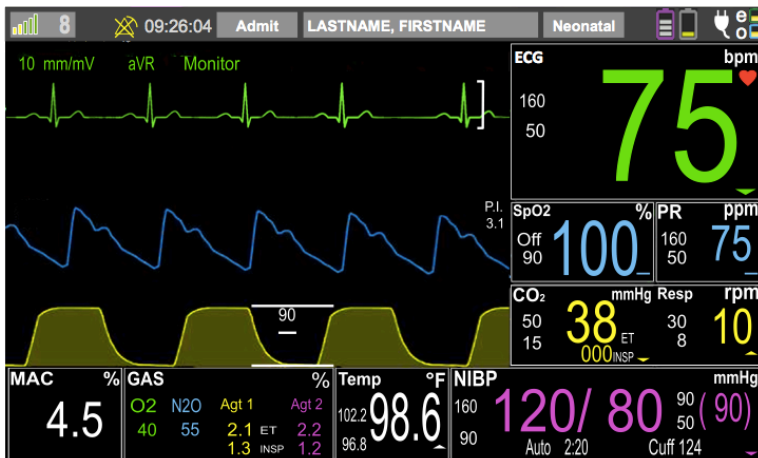 8 09:26:04 Admit LASTNAME, FIRSTNAME Neonatal e
o
10 mm/mV aVR Monitor
ECG bpm
160
50
75
P.I.
3.1
SpO2 %
Off
90
100
PR ppm
160
50
75
90
CO2 mmHg
50
15
38 ET
000 INSP
Resp rpm
30
8
10
MAC %
4.5
GAS %
O2 N2O Agt 1 Agt 2
40 55 2.1 ET 2.2
1.3 INSP 1.2
Temp °F
102.2
96.8
98.6
NIBP mmHg
160
90
120/ 80
90
50
(90)
Auto 2:20 Cuff 124